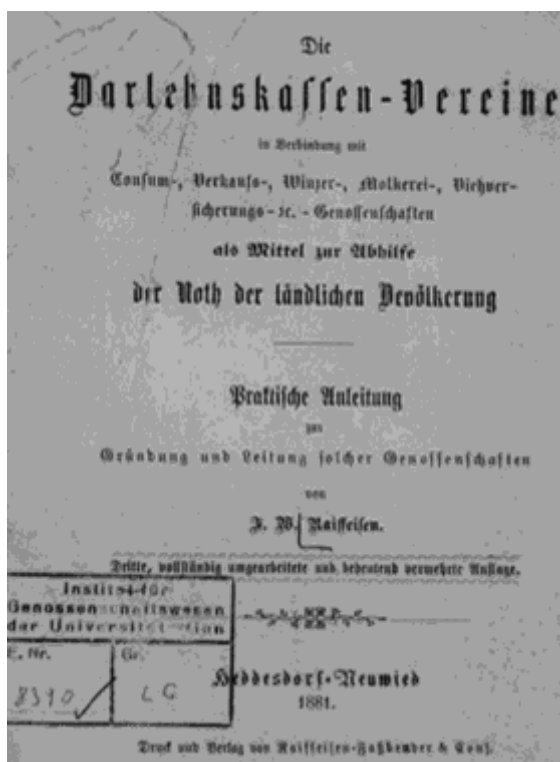 Die
Darlehnskassen-Vereine
in Verbindung mit
Consum-, Verkaufs-, Winzer-, Molkerei-, Viehver-
sicherungs- ꝛc. - Genossenschaften
als Mittel zur Abhilfe
der Noth der ländlichen Bevölkerung
Praktische Anleitung
zur
Gründung und Leitung solcher Genossenschaften
von
F. W. Raiffeisen.
Dritte, vollständig umgearbeitete und bedeutend vermehrte Auflage.
Institut für
Genossenschaftswesen
der Universität
E. Nr. Gr.
8390 LG
Heddesdorf-Neuwied
1881.
Druck und Verlag von Raiffeisen-Faßbender & Cons.